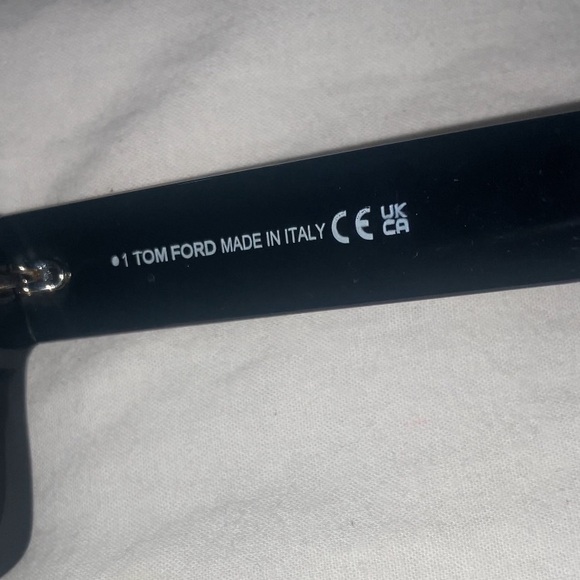 •1 TOM FORD MADE IN ITALY CE UK
CA